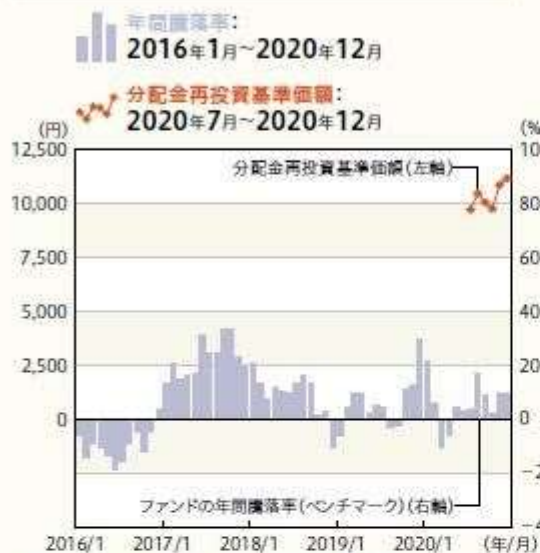 年間騰落率:
2016年1月~2020年12月
分配金再投資基準価額:
2020年7月~2020年12月
(円)
(%
12,500
10
分配金再投資基準価額(左軸)
10,000
80
7,500
60
5,000
40
2,500
20
0
0
-2
ファンドの年間騰落率(ベンチマーク)(右軸)
-4
2016/1 2017/1 2018/1 2019/1 2020/1 (年/月)